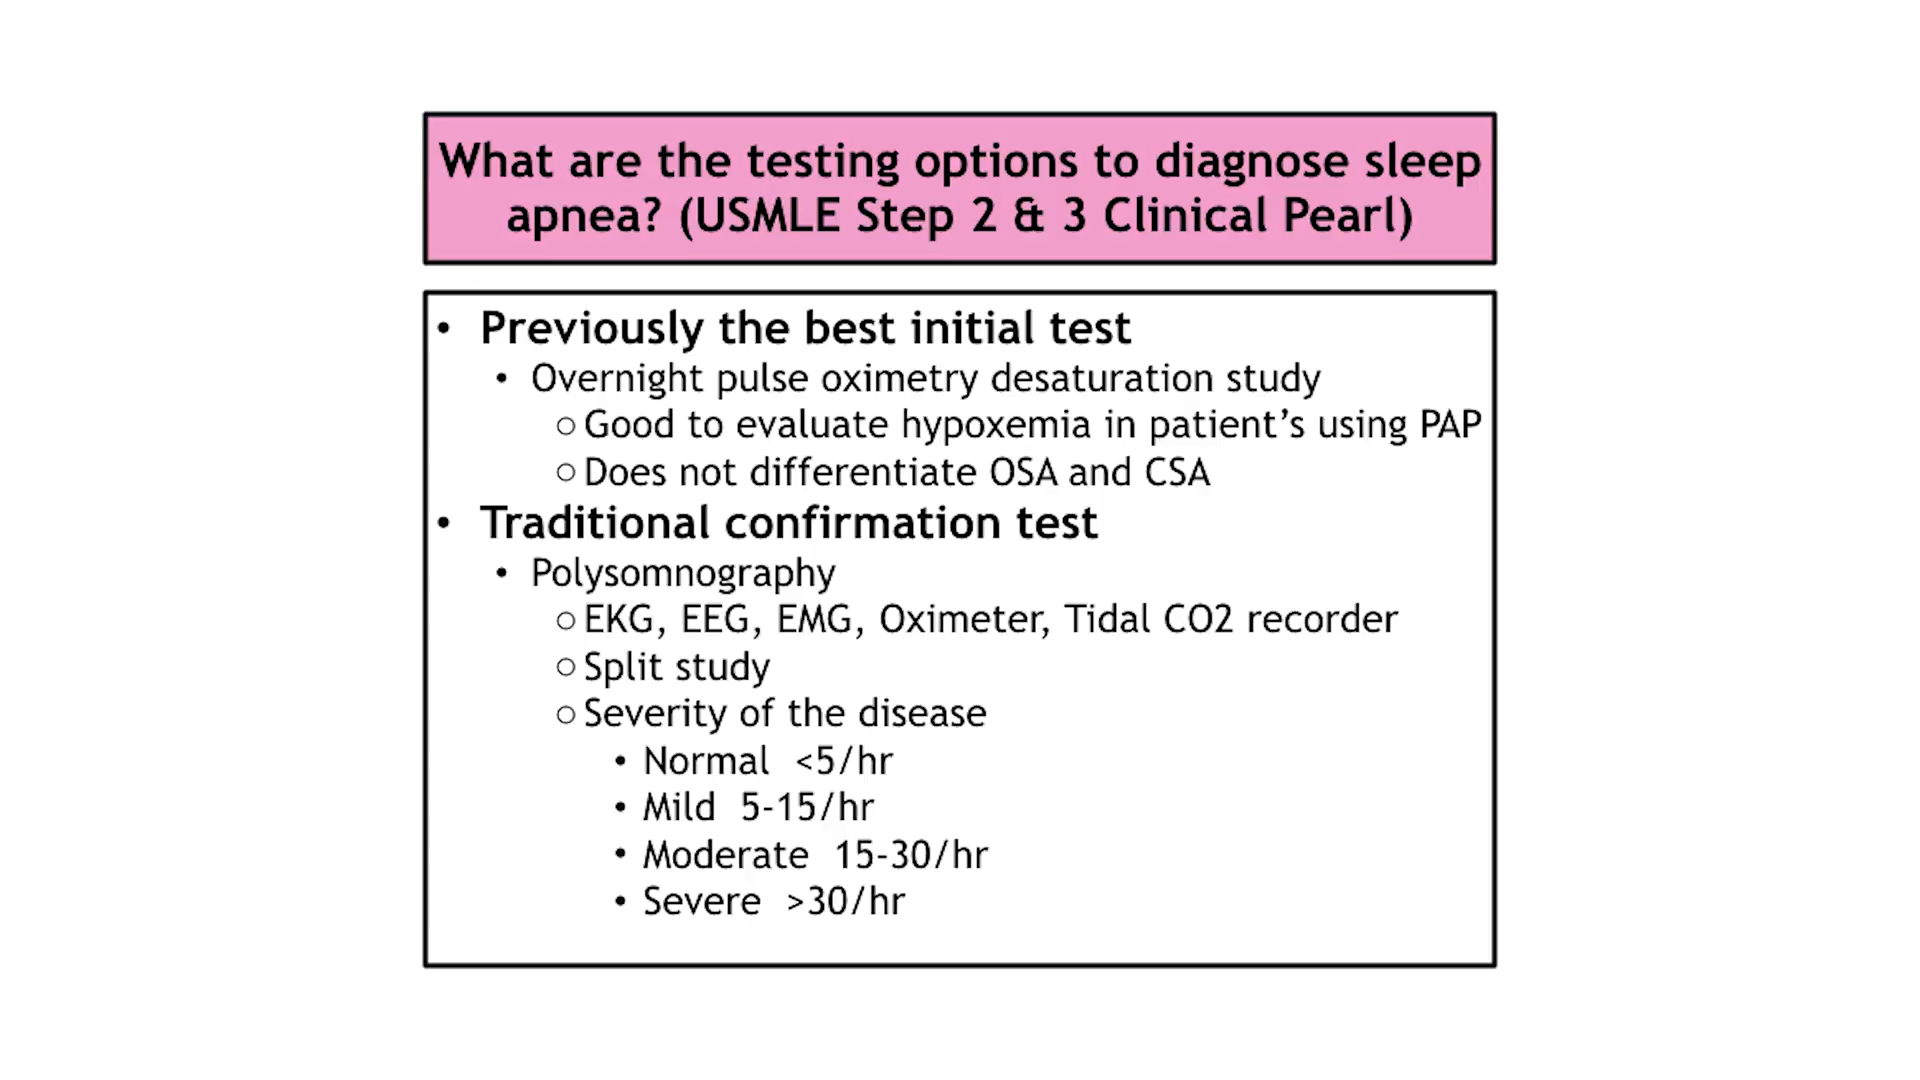 What are the testing options to diagnose sleep
apnea? (USMLE Step 2 & 3 Clinical Pearl)
• Previously the best initial test
• Overnight pulse oximetry desaturation study
○ Good to evaluate hypoxemia in patient’s using PAP
○ Does not differentiate OSA and CSA
• Traditional confirmation test
• Polysomnography
○ EKG, EEG, EMG, Oximeter, Tidal CO2 recorder
○ Split study
○ Severity of the disease
• Normal <5/hr
• Mild 5-15/hr
• Moderate 15-30/hr
• Severe >30/hr